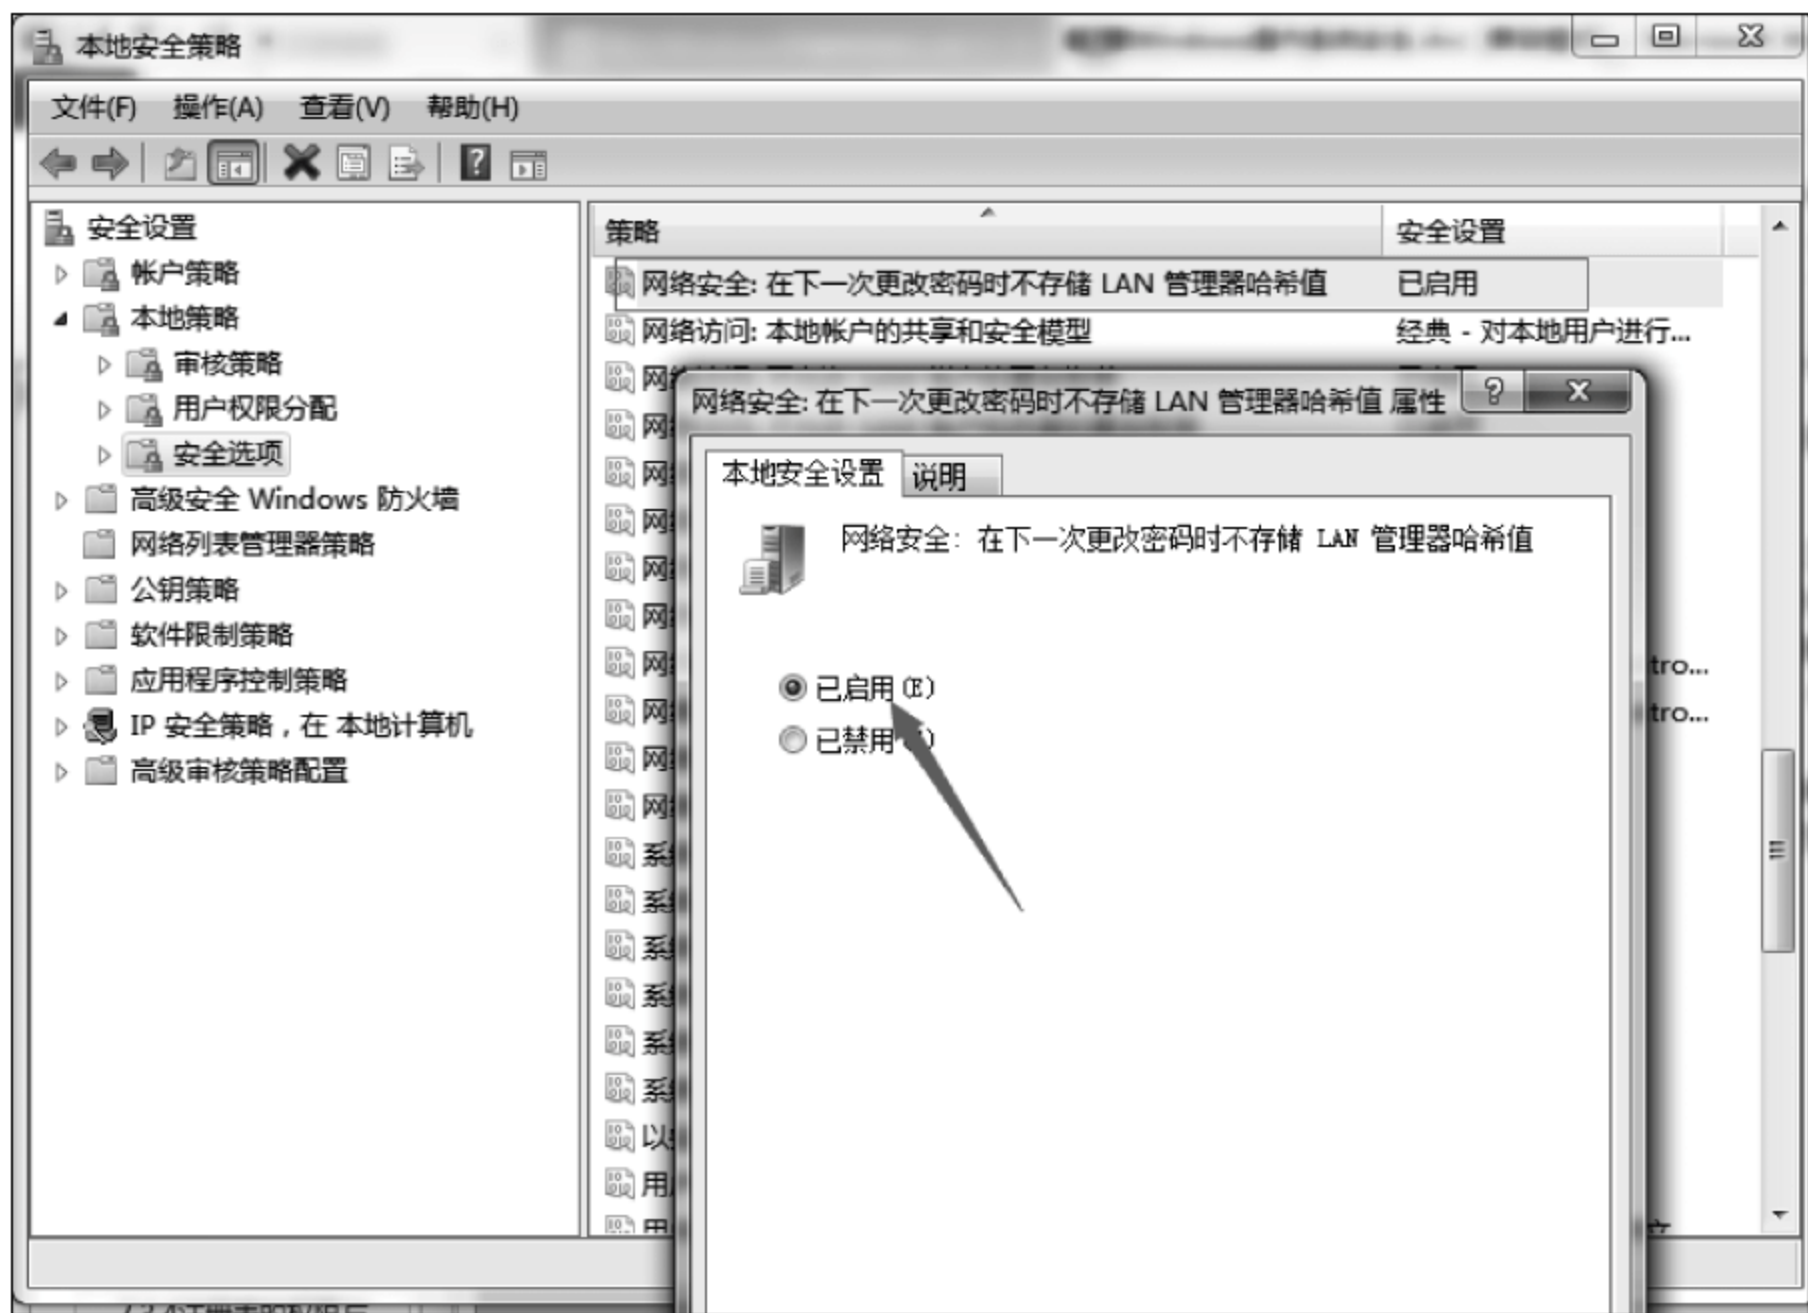 本地安全策略
文件(F) 操作(A) 查看(V) 帮助(H)
安全设置
帐户策略
本地策略
审核策略
用户权限分配
安全选项
高级安全 Windows 防火墙
网络列表管理器策略
公钥策略
软件限制策略
应用程序控制策略
IP 安全策略，在 本地计算机
高级审核策略配置
策略 安全设置
网络安全: 在下一次更改密码时不存储 LAN 管理器哈希值 已启用
网络访问: 本地帐户的共享和安全模型 经典 - 对本地用户进行...
网络安全: 在下一次更改密码时不存储 LAN 管理器哈希值 属性
本地安全设置 说明
网络安全: 在下一次更改密码时不存储 LAN 管理器哈希值
已启用(E)
已禁用
tro...
tro...